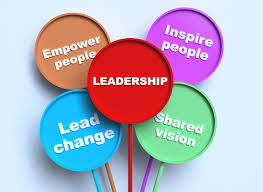 Empower
people
Inspire
people
LEADERSHIP
Lead
change
Shared
vision